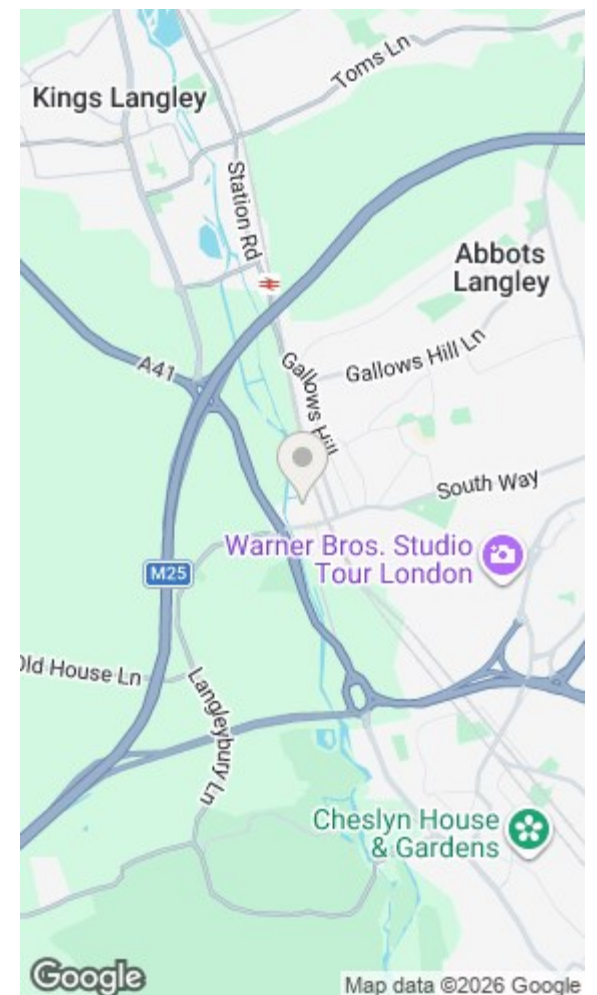 Toms Ln
Kings Langley
Station Rd
Abbots
Langley
A41
Gallows Hill Ln
Gallows Hill
South Way
Warner Bros. Studio
Tour London
M25
Old House Ln
Langleybury Ln
Cheslyn House
& Gardens
Google
Map data ©2026 Google